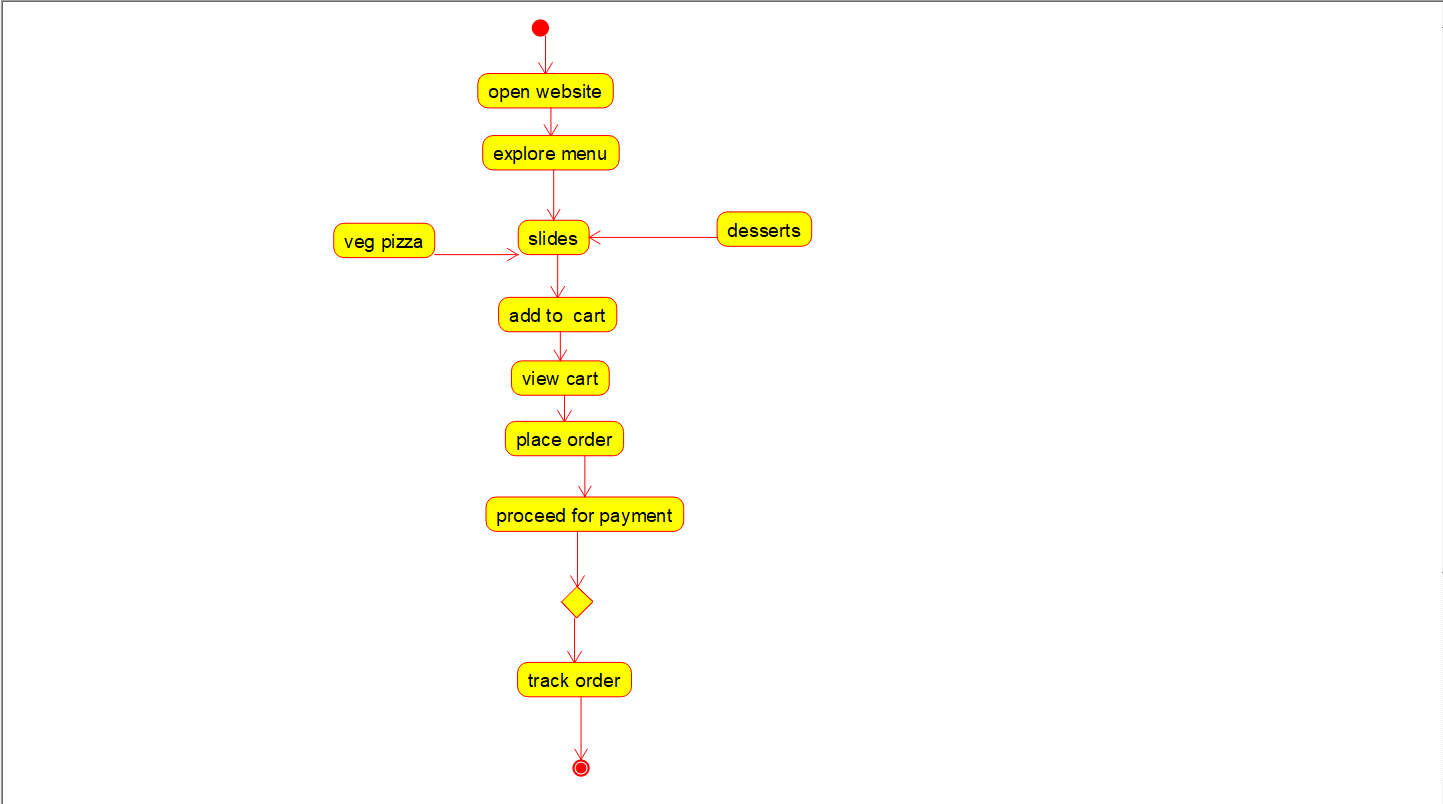 open website
explore menu
veg pizza
slides
desserts
add to  cart
view cart
place order
proceed for payment
track order